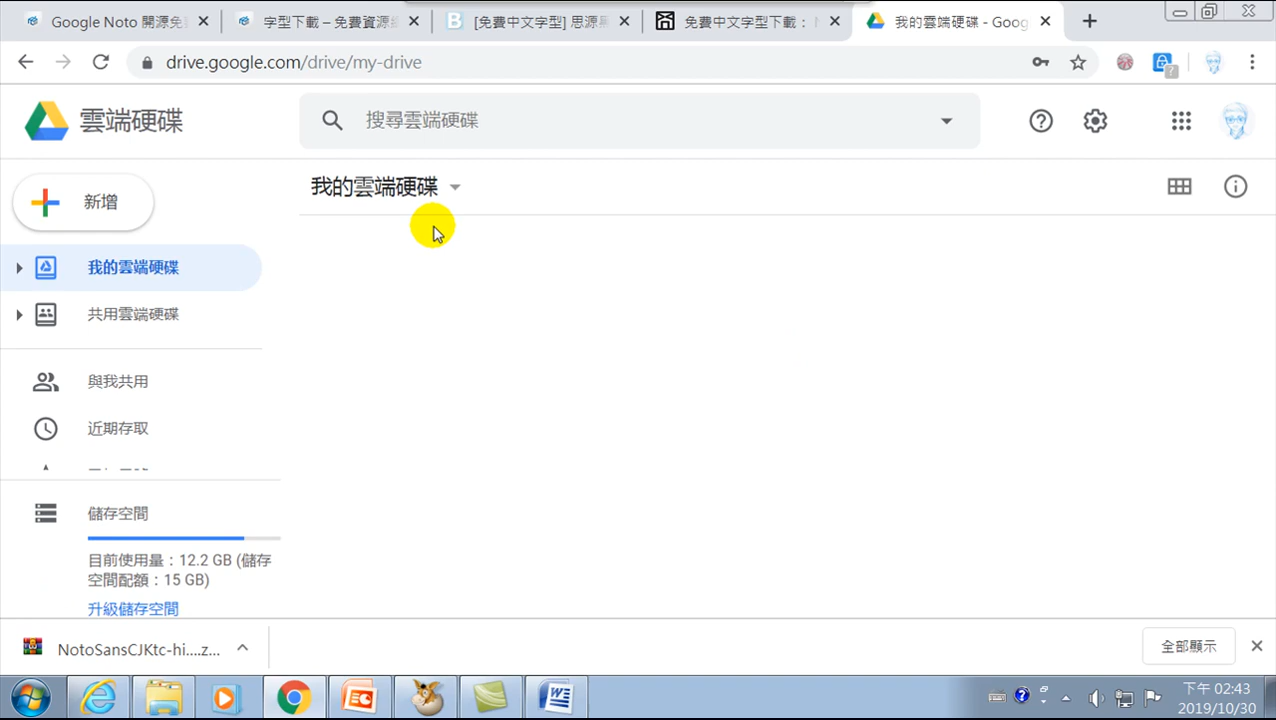 Google Noto 開源免
字型下載 – 免費資源
[免費中文字型] 思源黑
免費中文字型下載：
我的雲端硬碟 - Goog
drive.google.com/drive/my-drive
雲端硬碟
搜尋雲端硬碟
新增
我的雲端硬碟
我的雲端硬碟
共用雲端硬碟
與我共用
近期存取
儲存空間
目前使用量：12.2 GB (儲存
空間配額：15 GB)
升級儲存空間
NotoSansCJKtc-hi....z...
全部顯示
下午 02:43
2019/10/30